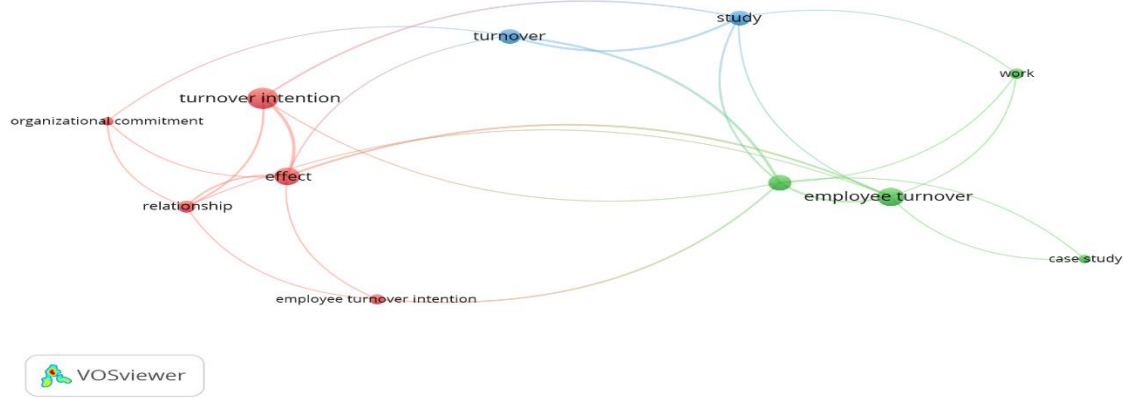 study
turnover
work
turnover intention
organizational commitment
effect
employee turnover
relationship
case study
employee turnover intention
VOSviewer